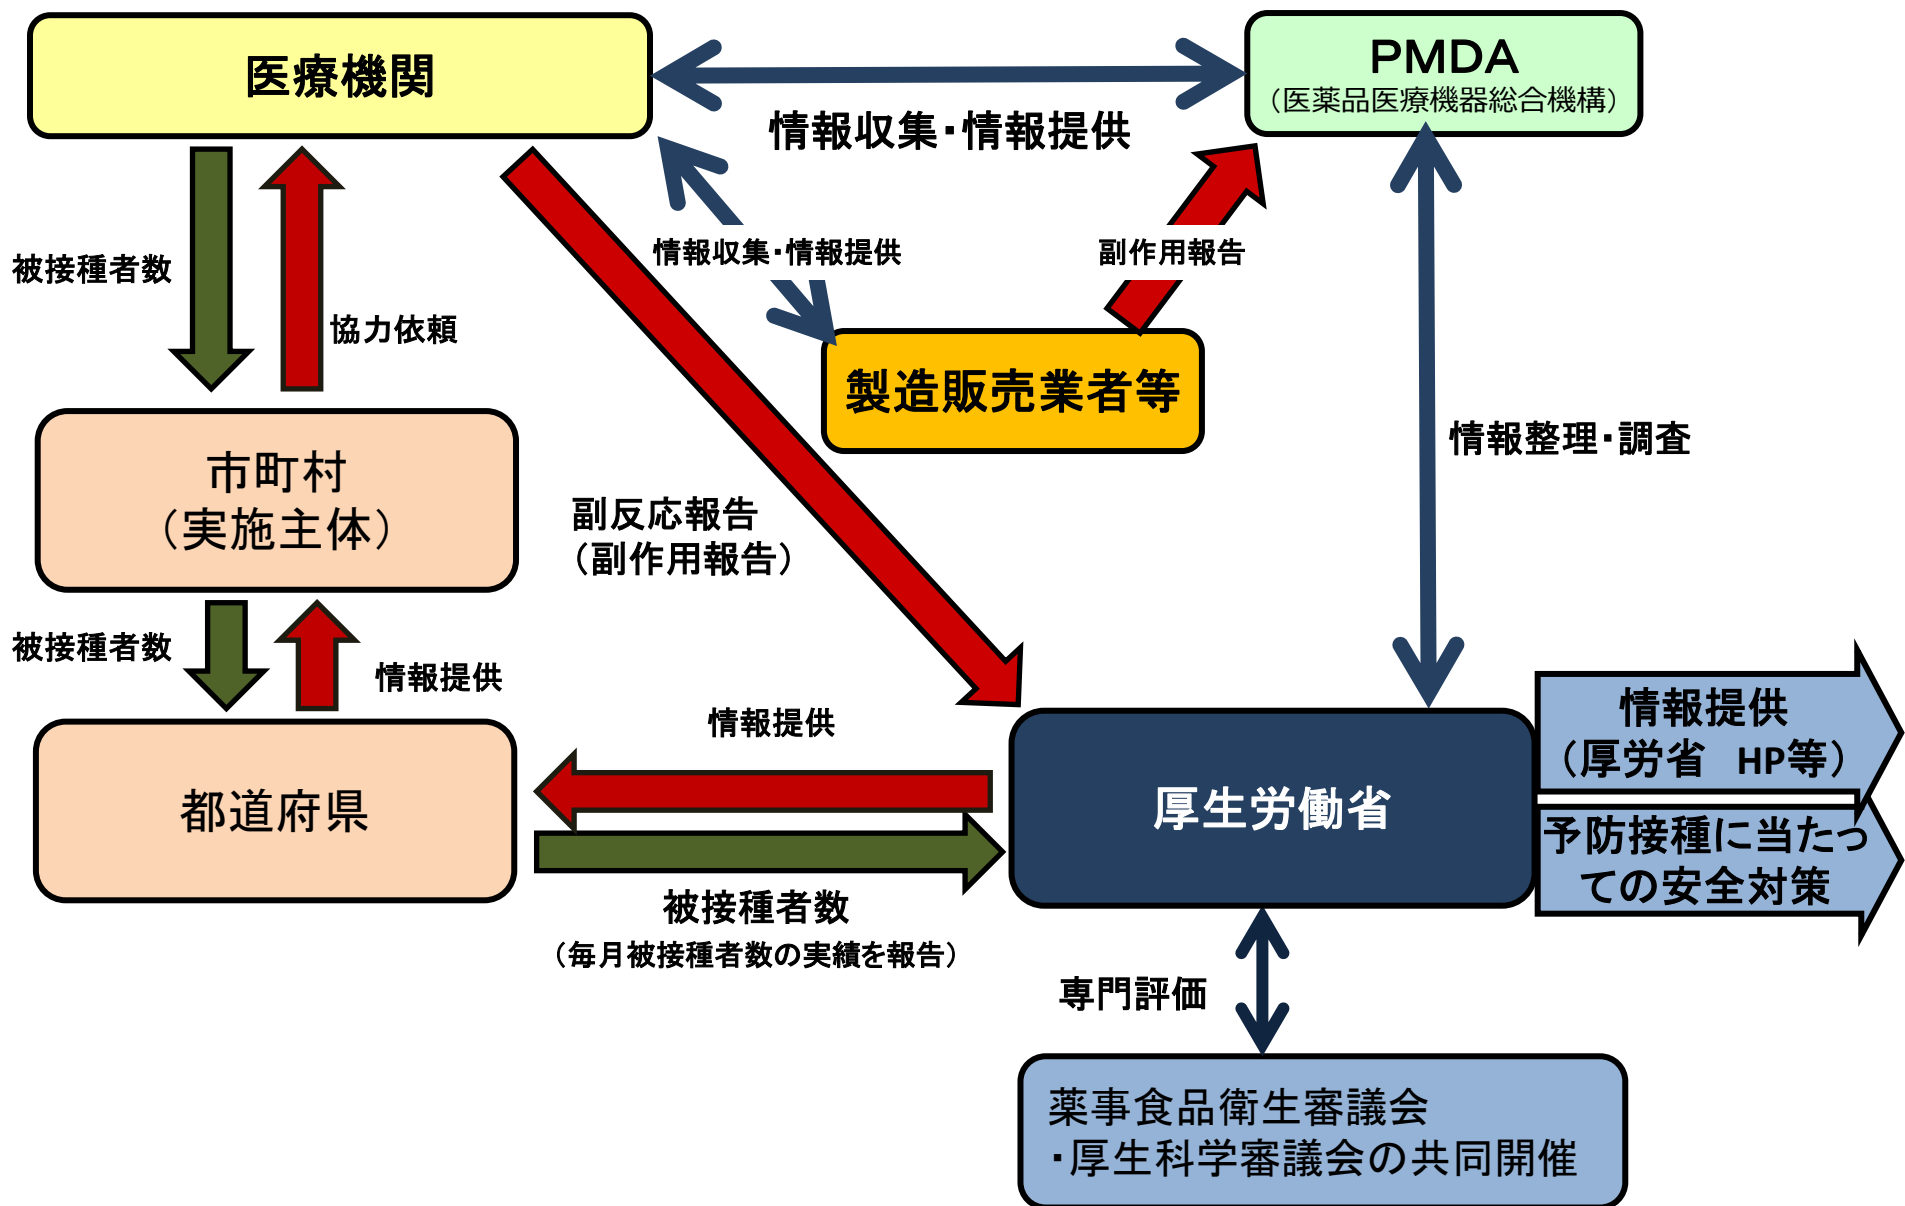 医療機関
PMDA
（医薬品医療機器総合機構）
情報収集・情報提供
情報収集・情報提供
副作用報告
被接種者数
協力依頼
製造販売業者等
情報整理・調査
市町村
（実施主体）
副反応報告
（副作用報告）
被接種者数
情報提供
情報提供
都道府県
厚生労働省
情報提供
（厚労省　HP等）
予防接種に当たっ
ての安全対策
被接種者数
（毎月被接種者数の実績を報告）
専門評価
薬事食品衛生審議会
・厚生科学審議会の共同開催